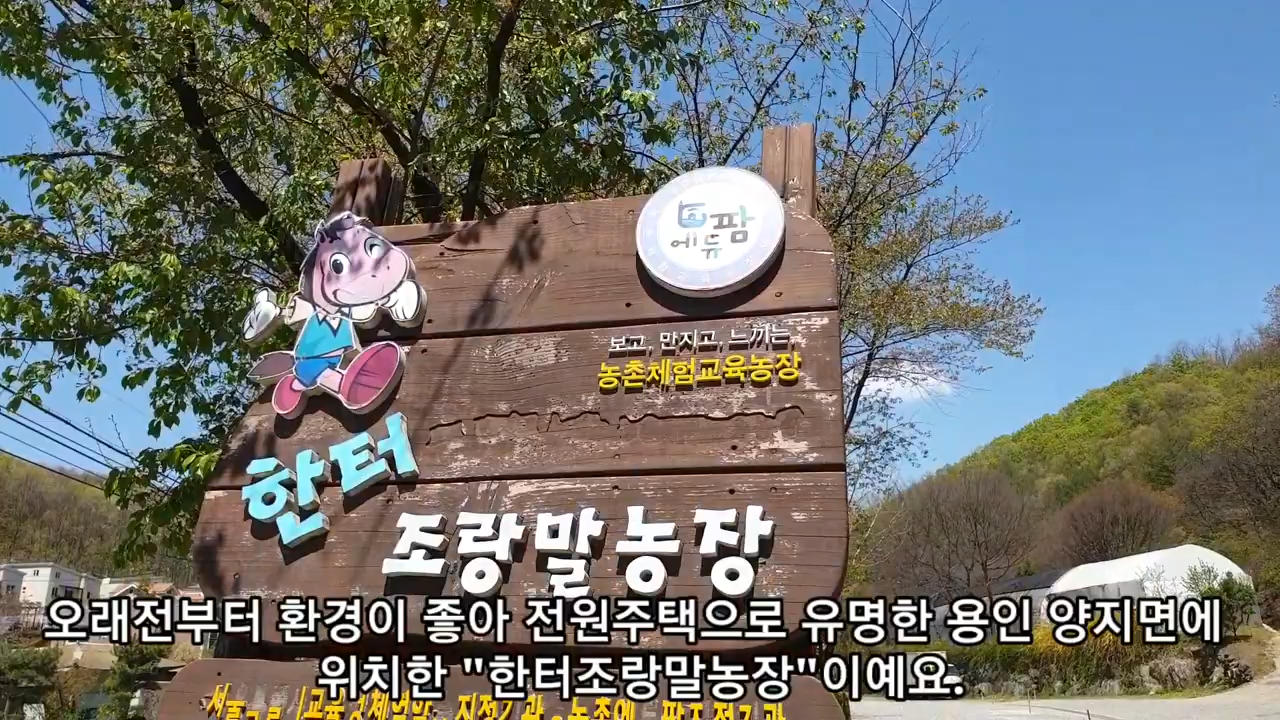 팜
에듀
보고, 만지고, 느끼는,
농촌체험교육농장
한터
조랑말농장
오래전부터 환경이 좋아 전원주택으로 유명한 용인 양지면에
위치한 "한터조랑말농장"이예요.